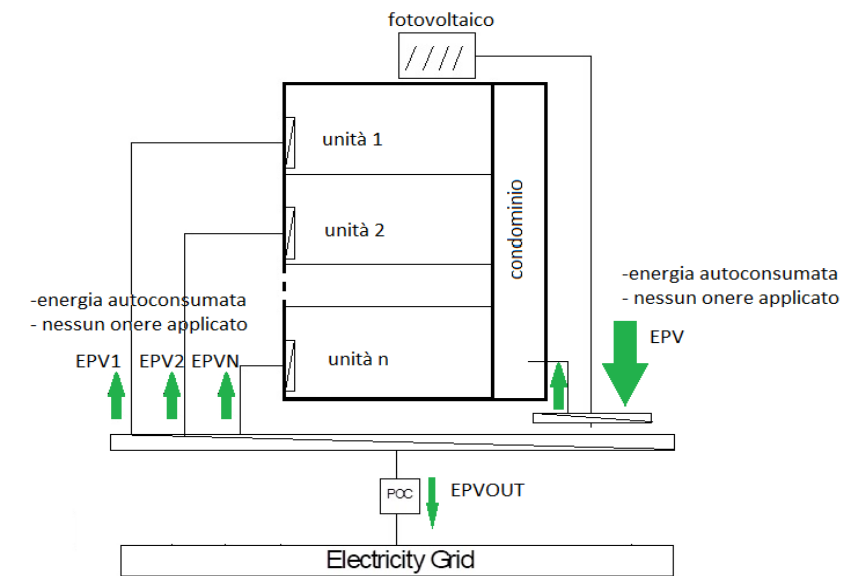 fotovoltaico
unità 1
unità 2
condominio
-energia autoconsumata
- nessun onere applicato
EPV
-energia autoconsumata
- nessun onere applicato
EPV1 EPV2 EPVN
unità n
POC
EPVOUT
Electricity Grid